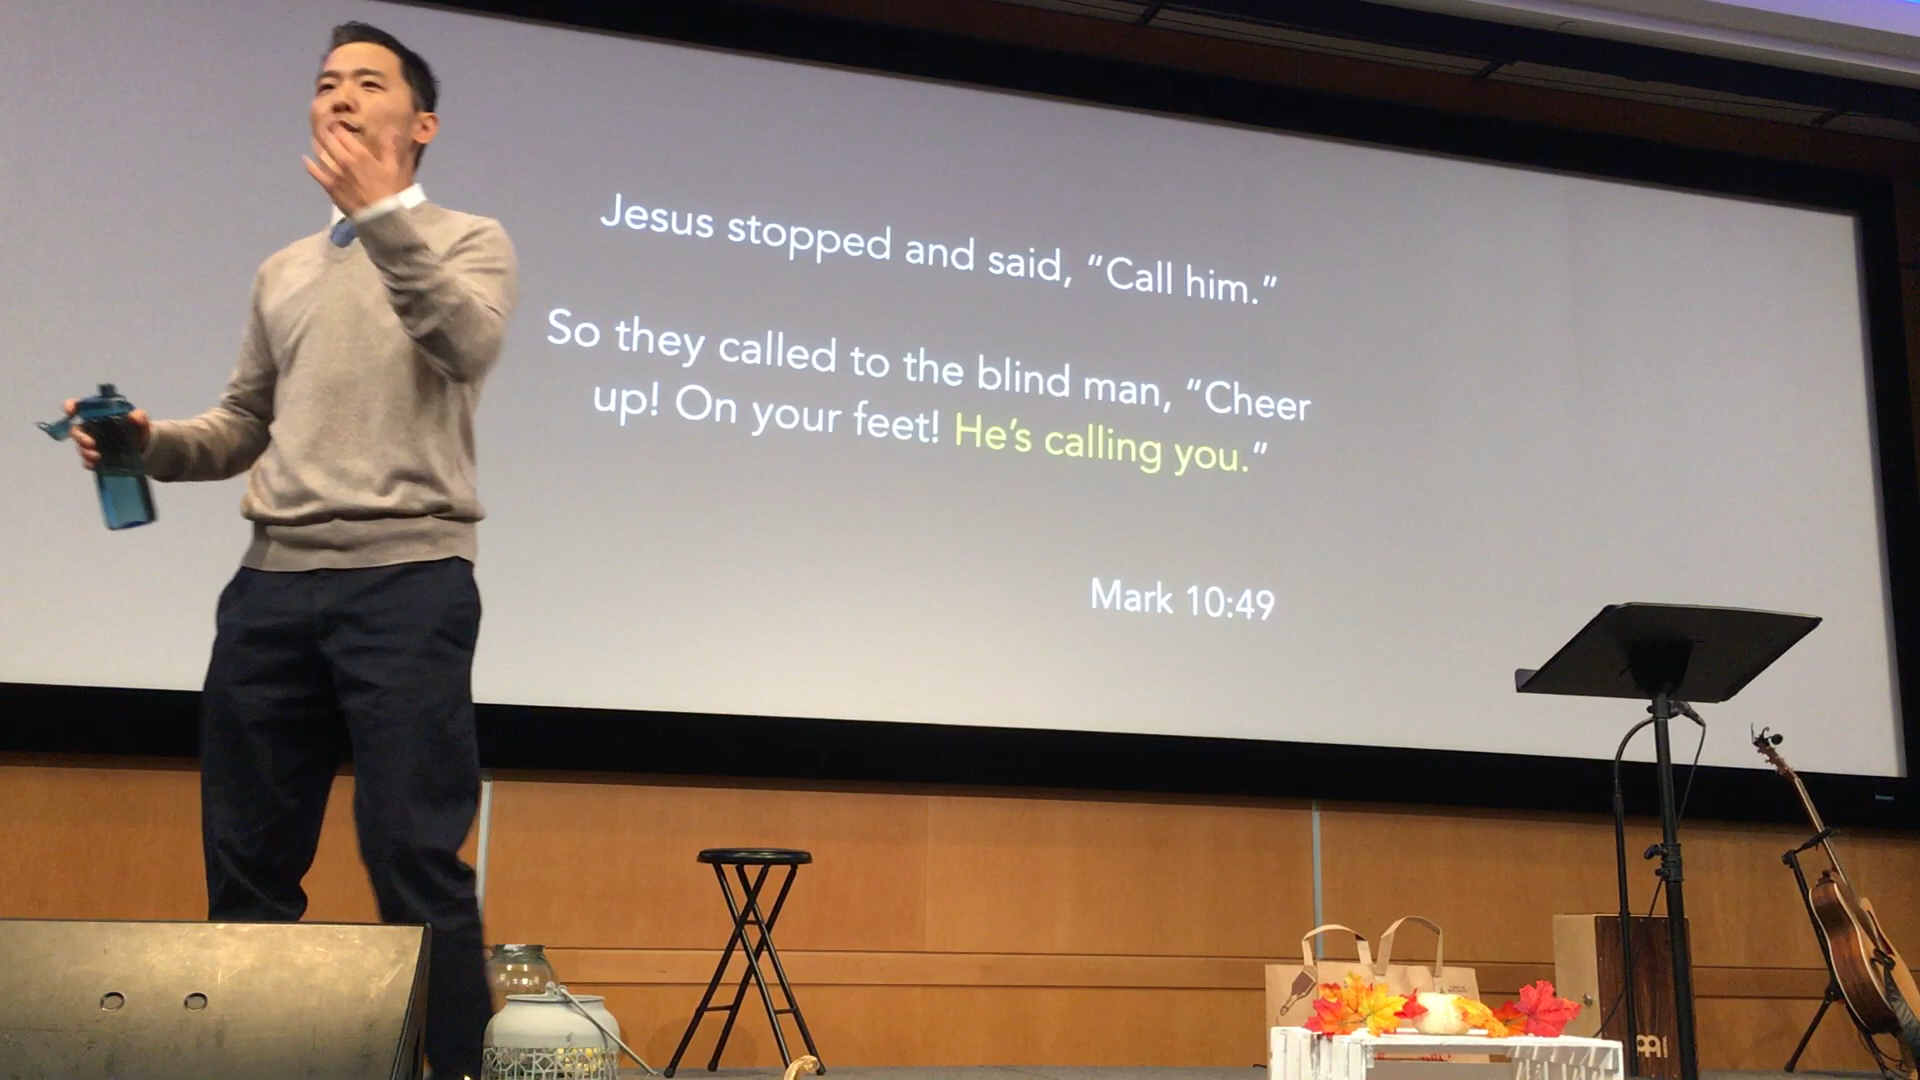 Jesus stopped and said, “Call him.”
So they called to the blind man, “Cheer
up! On your feet! He’s calling you.”
Mark 10:49